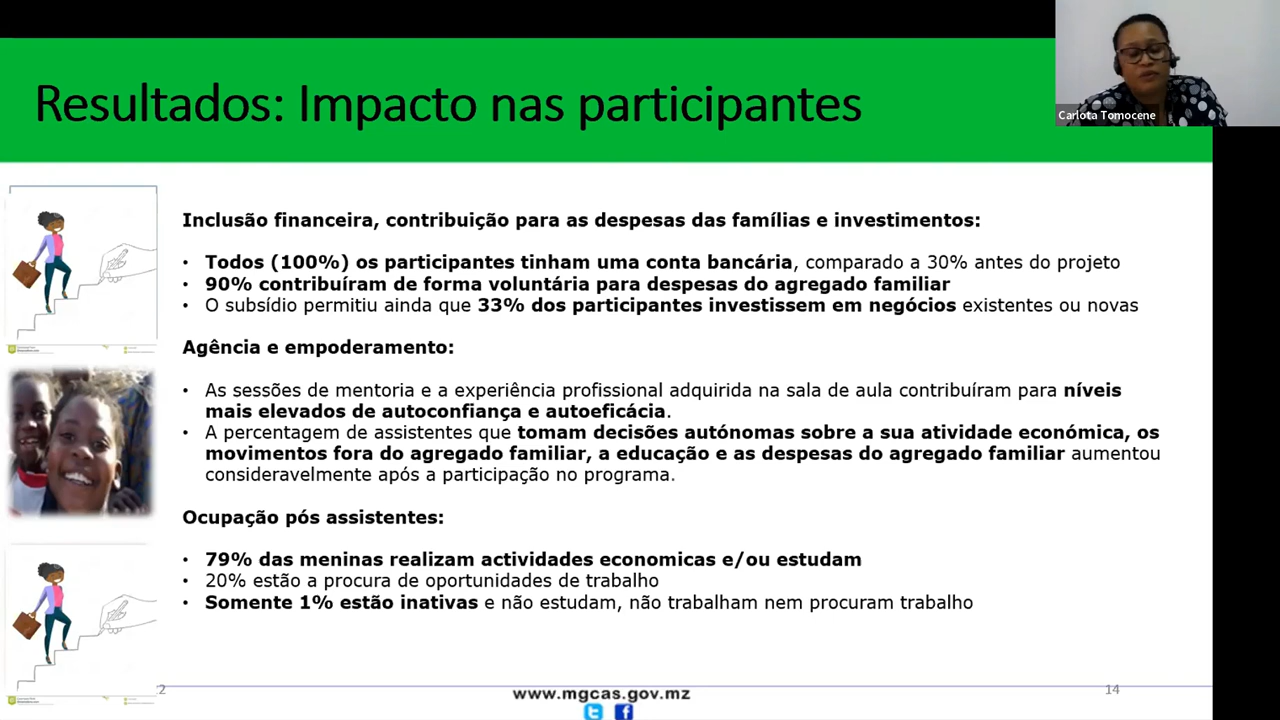 Resultados: Impacto nas participantes
Carlota Tomocene
Inclusão financeira, contribuição para as despesas das famílias e investimentos:
• Todos (100%) os participantes tinham uma conta bancária, comparado a 30% antes do projeto
• 90% contribuíram de forma voluntária para despesas do agregado familiar
• O subsídio permitiu ainda que 33% dos participantes investissem em negócios existentes ou novas
Agência e empoderamento:
• As sessões de mentoria e a experiência profissional adquirida na sala de aula contribuíram para níveis
mais elevados de autoconfiança e autoeficácia.
• A percentagem de assistentes que tomam decisões autónomas sobre a sua atividade económica, os
movimentos fora do agregado familiar, a educação e as despesas do agregado familiar aumentou
consideravelmente após a participação no programa.
Ocupação pós assistentes:
• 79% das meninas realizam actividades economicas e/ou estudam
• 20% estão a procura de oportunidades de trabalho
• Somente 1% estão inativas e não estudam, não trabalham nem procuram trabalho
2
www.mgcas.gov.mz
14